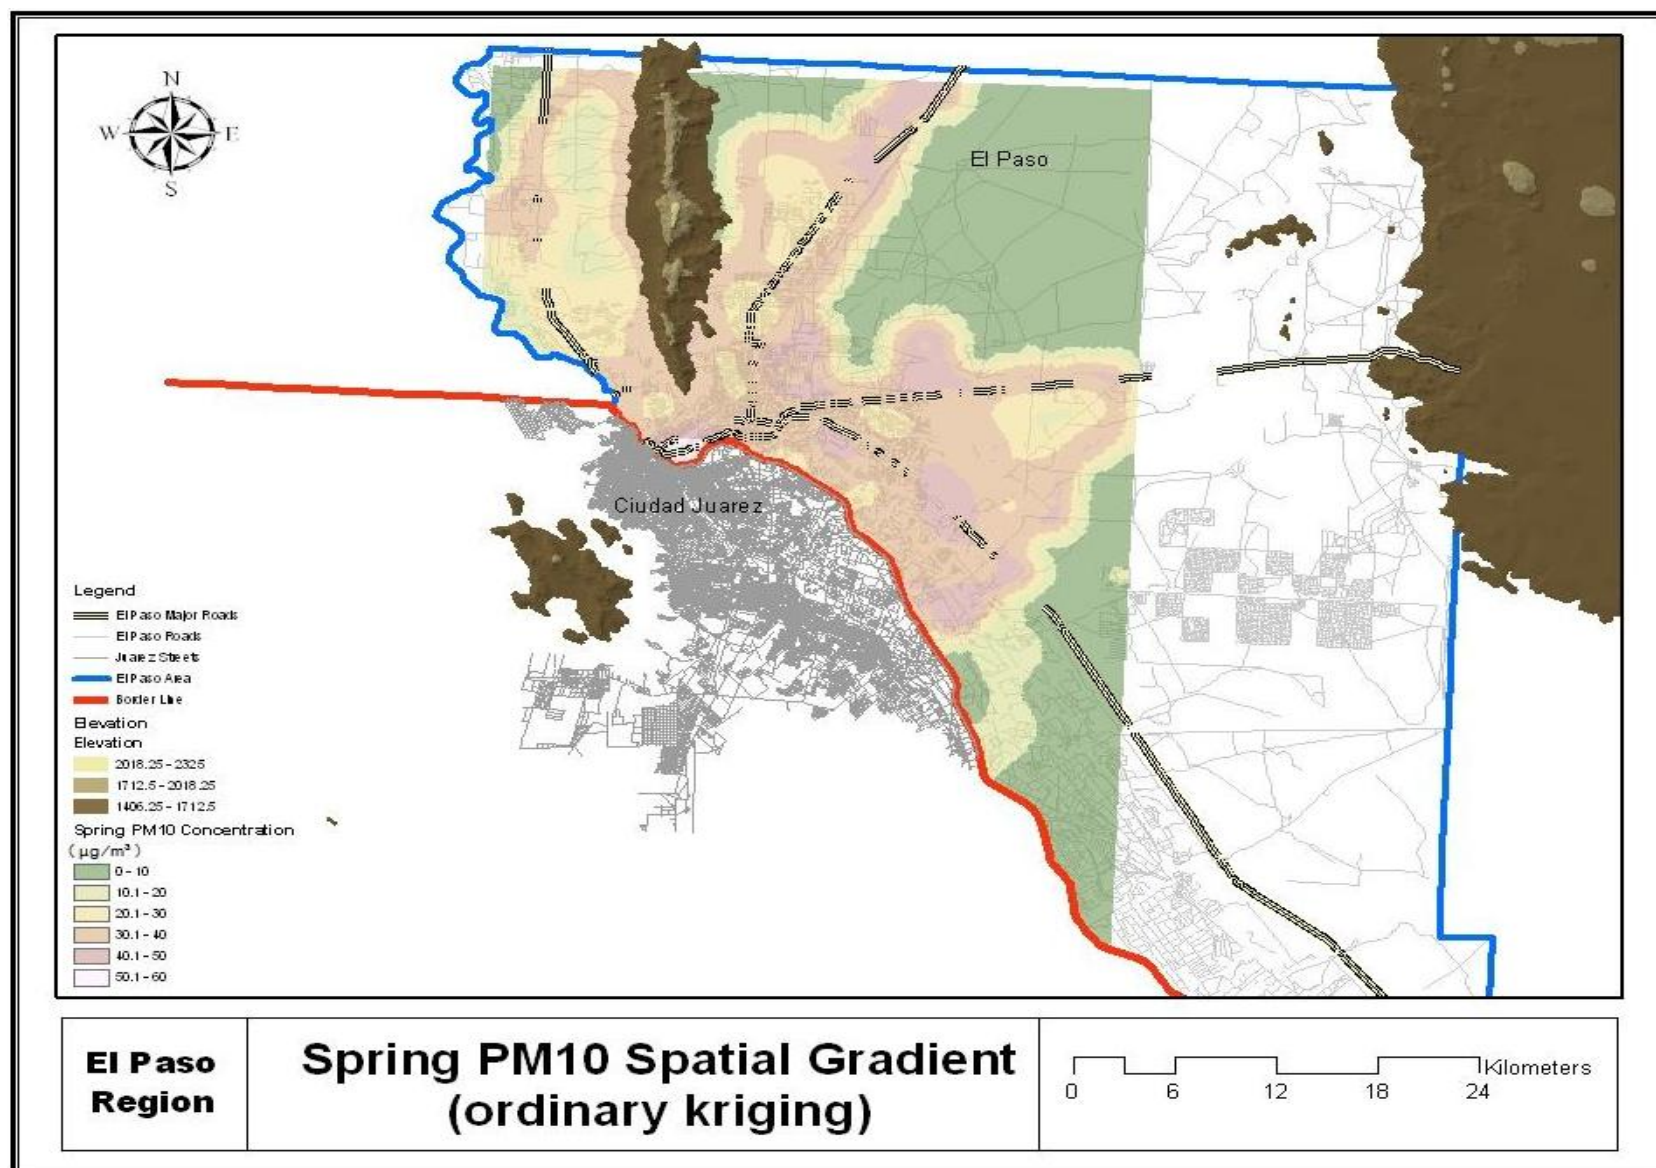 N
W E
S
El Paso
Ciudad Juarez
Legend
El Paso Major Roads
El Paso Roads
Juarez Streets
El Paso Area
Border Line
Elevation
Elevation
2018.25 - 2325
1712.5 - 2018.25
1406.25 - 1712.5
Spring PM10 Concentration
( µg/m³ )
0 - 10
10.1 - 20
20.1 - 30
30.1 - 40
40.1 - 50
50.1 - 60
El Paso
Region
Spring PM10 Spatial Gradient
(ordinary kriging)
Kilometers
0 6 12 18 24